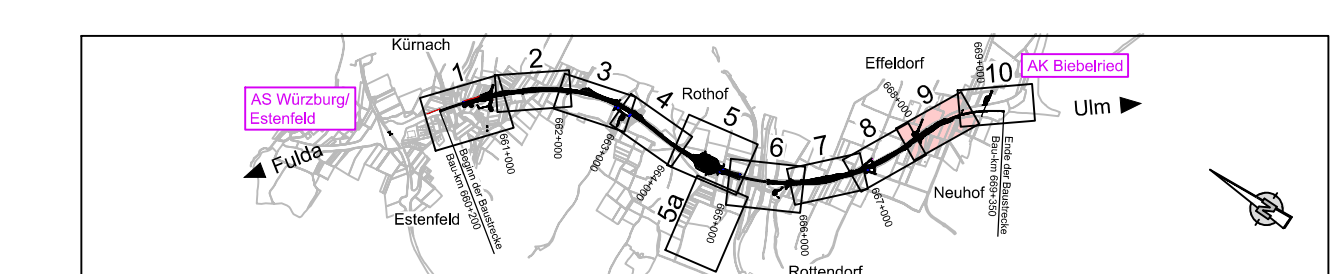 Kürnach
AS Würzburg/
Estenfeld
Fulda
Estenfeld
1
2
3
4
5
5a
6
7
8
9
10
Rothof
Effeldorf
AK Biebelried
Ulm
Neuhof
Rottendorf
Beginn der Baustrecke
Bau-km 660+200
661+000
662+000
663+000
664+000
665+000
666+000
667+000
668+000
669+000
Ende der Baustrecke
Bau-km 669+350
N